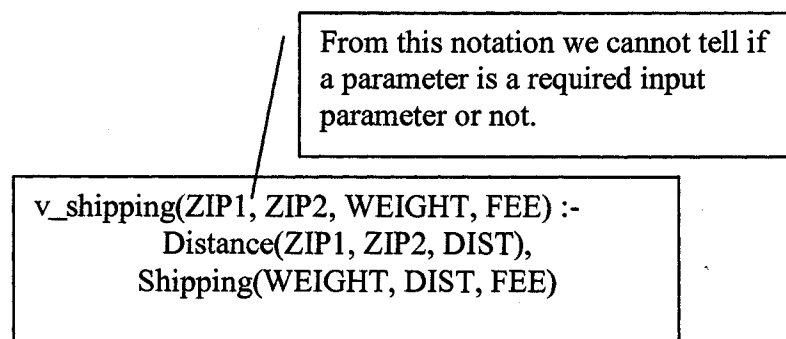 From this notation we cannot tell if
a parameter is a required input
parameter or not.
v_shipping(ZIP1, ZIP2, WEIGHT, FEE) :-
Distance(ZIP1, ZIP2, DIST),
Shipping(WEIGHT, DIST, FEE)